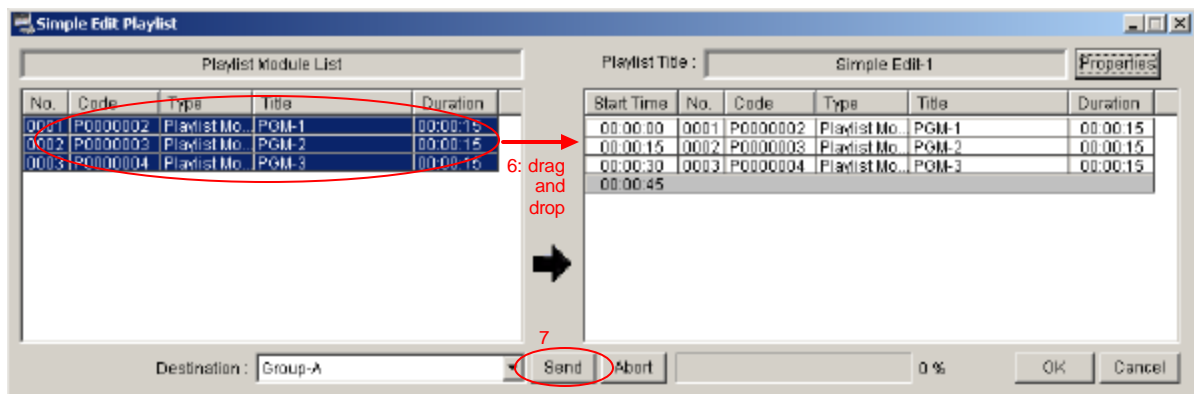 Simple Edit Playlist
Playlist Module List
Playlist Title : Simple Edit-1 Properties
No. Code Type Title Duration
0001 P0000002 Playlist Mo... PGM-1 00:00:15
0002 P0000003 Playlist Mo... PGM-2 00:00:15
0003 P0000004 Playlist Mo... PGM-3 00:00:15
6: drag
and
drop
Start Time No. Code Type Title Duration
00:00:00 0001 P0000002 Playlist Mo... PGM-1 00:00:15
00:00:15 0002 P0000003 Playlist Mo... PGM-2 00:00:15
00:00:30 0003 P0000004 Playlist Mo... PGM-3 00:00:15
00:00:45
7
Destination : Group-A Send Abort 0 % OK Cancel